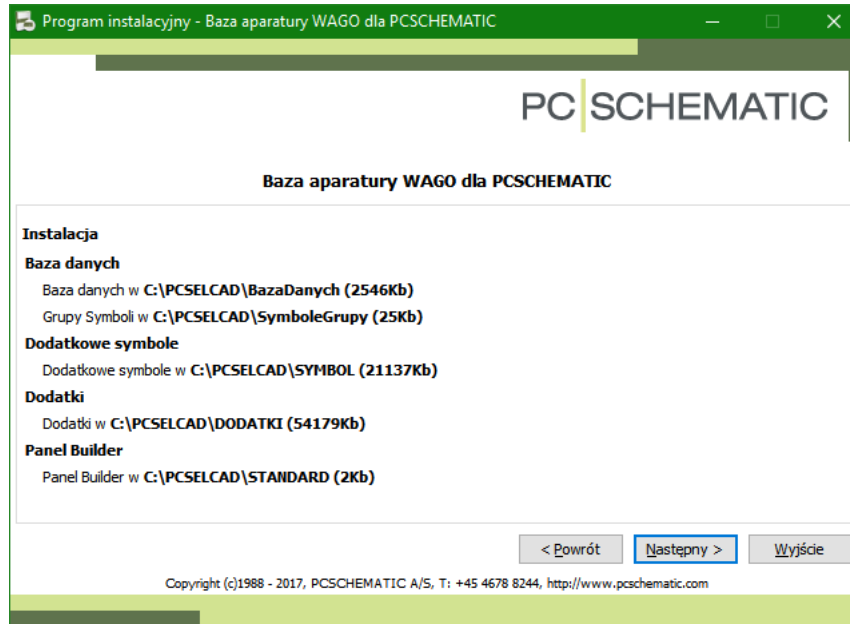 Program instalacyjny - Baza aparatury WAGO dla PCSCHEMATIC
PC SCHEMATIC
Baza aparatury WAGO dla PCSCHEMATIC
Instalacja
Baza danych
Baza danych w C:\PCSELCAD\BazaDanych (2546Kb)
Grupy Symboli w C:\PCSELCAD\SymboleGrupy (25Kb)
Dodatkowe symbole
Dodatkowe symbole w C:\PCSELCAD\SYMBOL (21137Kb)
Dodatki
Dodatki w C:\PCSELCAD\DODATKI (54179Kb)
Panel Builder
Panel Builder w C:\PCSELCAD\STANDARD (2Kb)
< Powrót Następny > Wyjście
Copyright (c)1988 - 2017, PCSCHEMATIC A/S, T: +45 4678 8244, http://www.pcschematic.com